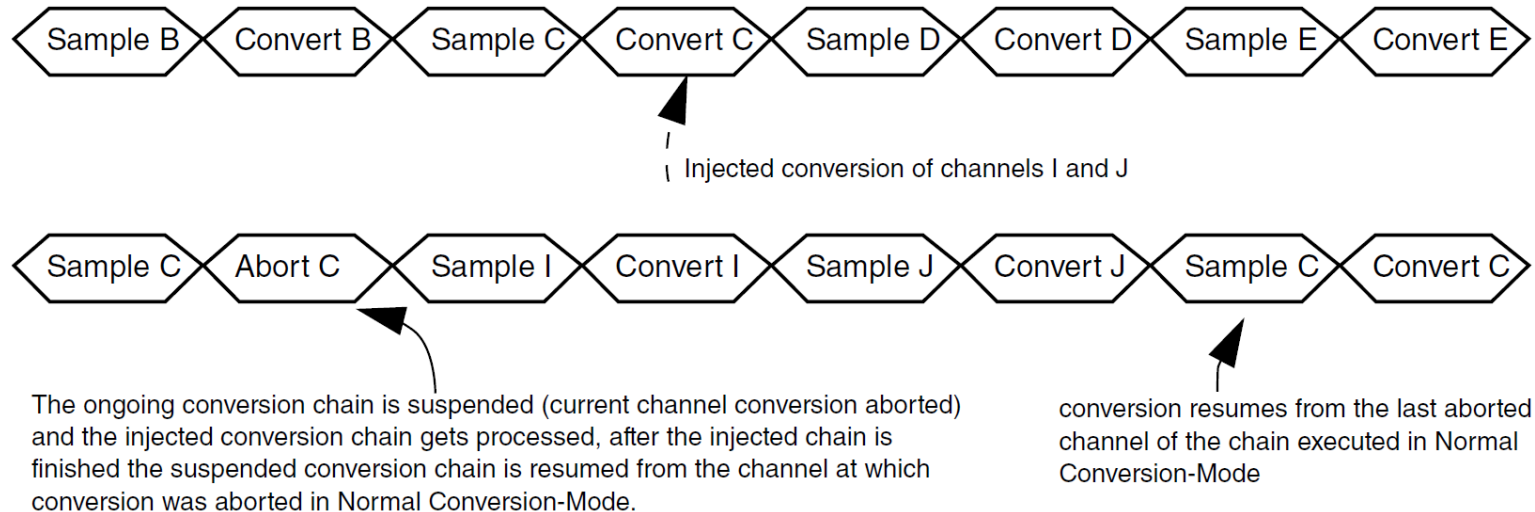 Sample B Convert B Sample C Convert C Sample D Convert D Sample E Convert E
Injected conversion of channels I and J
Sample C Abort C Sample I Convert I Sample J Convert J Sample C Convert C
The ongoing conversion chain is suspended (current channel conversion aborted)
and the injected conversion chain gets processed, after the injected chain is
finished the suspended conversion chain is resumed from the channel at which
conversion was aborted in Normal Conversion-Mode.
conversion resumes from the last aborted
channel of the chain executed in Normal
Conversion-Mode